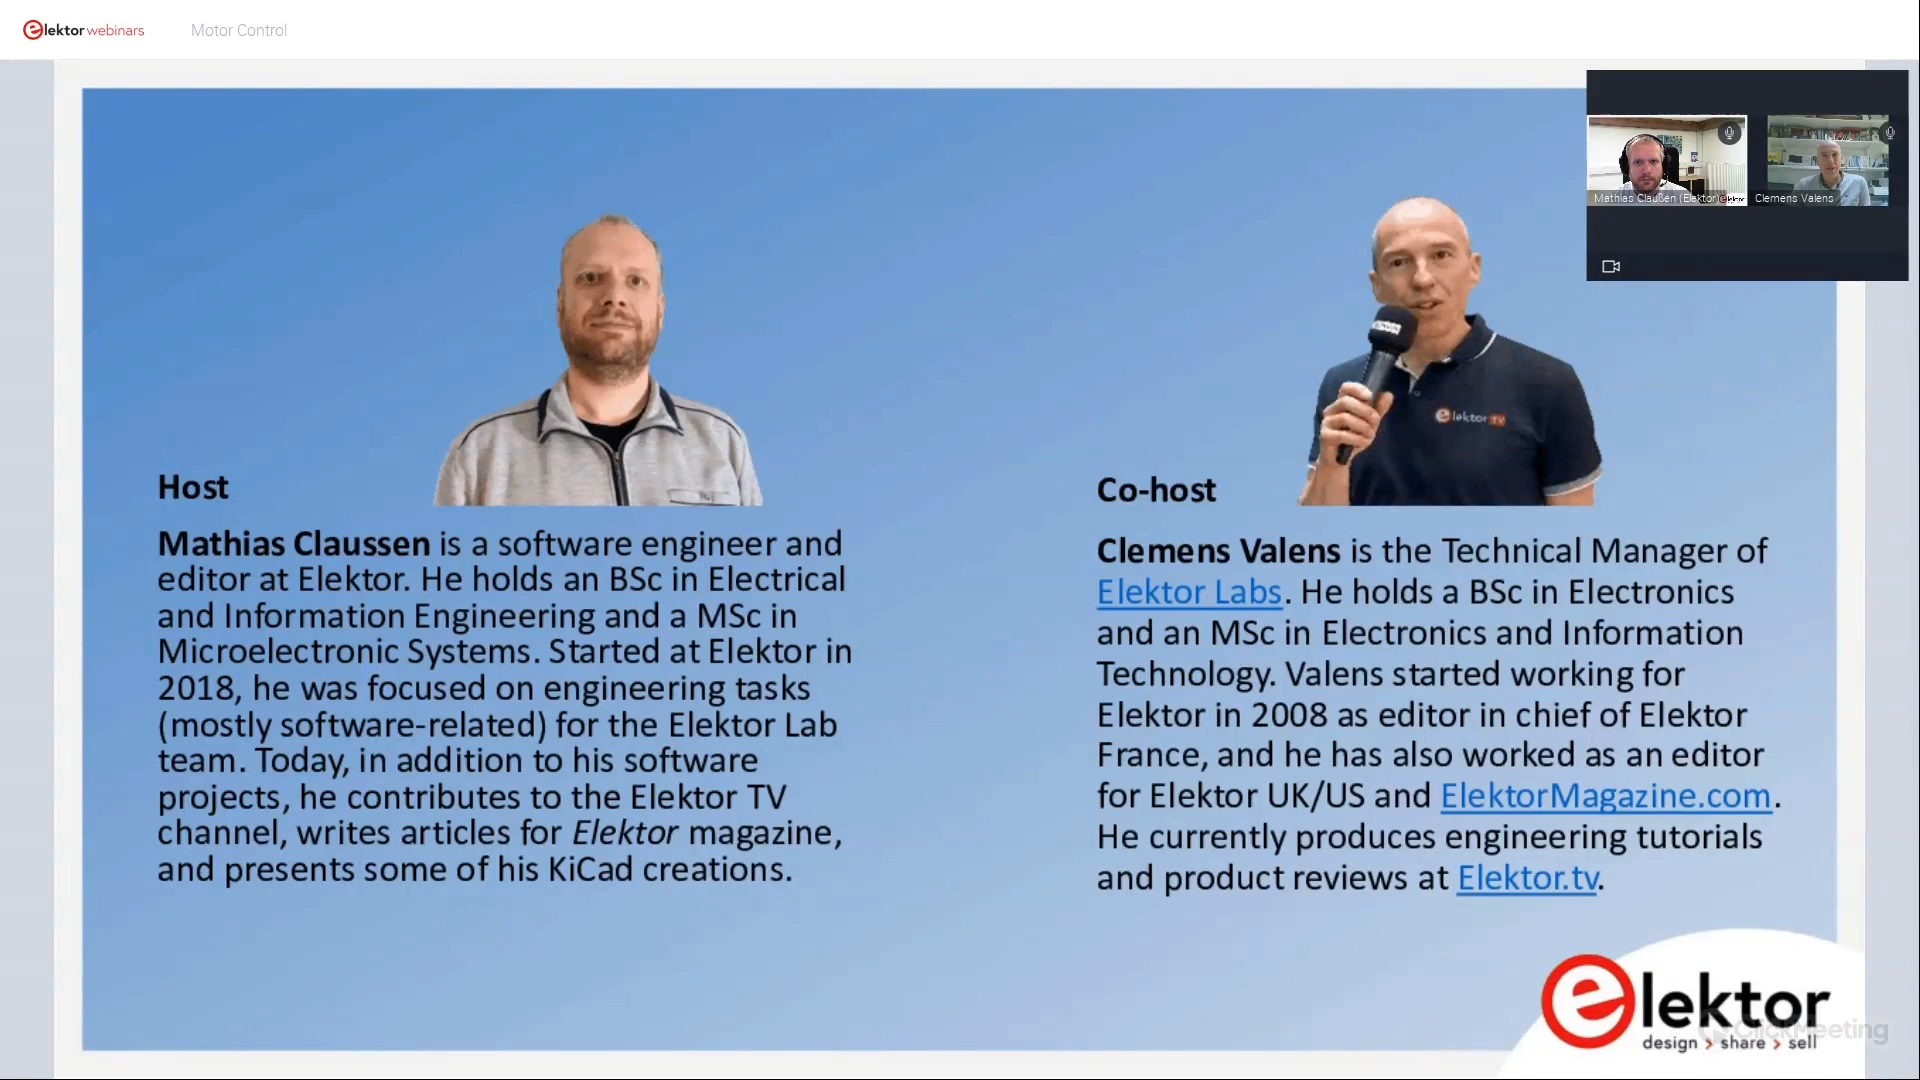 elektor webinars
Motor Control
Mathias Claußen (Elektor)
Clemens Valens
elektor TV
Host
Mathias Claussen is a software engineer and
editor at Elektor. He holds an BSc in Electrical
and Information Engineering and a MSc in
Microelectronic Systems. Started at Elektor in
2018, he was focused on engineering tasks
(mostly software-related) for the Elektor Lab
team. Today, in addition to his software
projects, he contributes to the Elektor TV
channel, writes articles for Elektor magazine,
and presents some of his KiCad creations.
Co-host
Clemens Valens is the Technical Manager of
Elektor Labs. He holds a BSc in Electronics
and an MSc in Electronics and Information
Technology. Valens started working for
Elektor in 2008 as editor in chief of Elektor
France, and he has also worked as an editor
for Elektor UK/US and ElektorMagazine.com.
He currently produces engineering tutorials
and product reviews at Elektor.tv.
elektor
design > share > sell
ClickMeeting